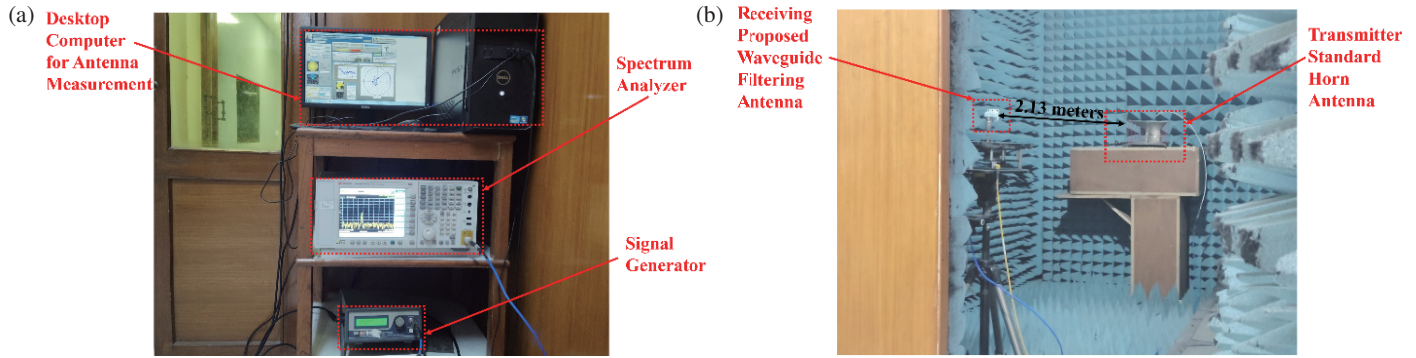 (a)
Desktop
Computer
for Antenna
Measurement
Spectrum
Analyzer
Signal
Generator
DELL
(b)
Receiving
Proposed
Waveguide
Filtering
Antenna
2.13 meters
Transmitter
Standard
Horn
Antenna